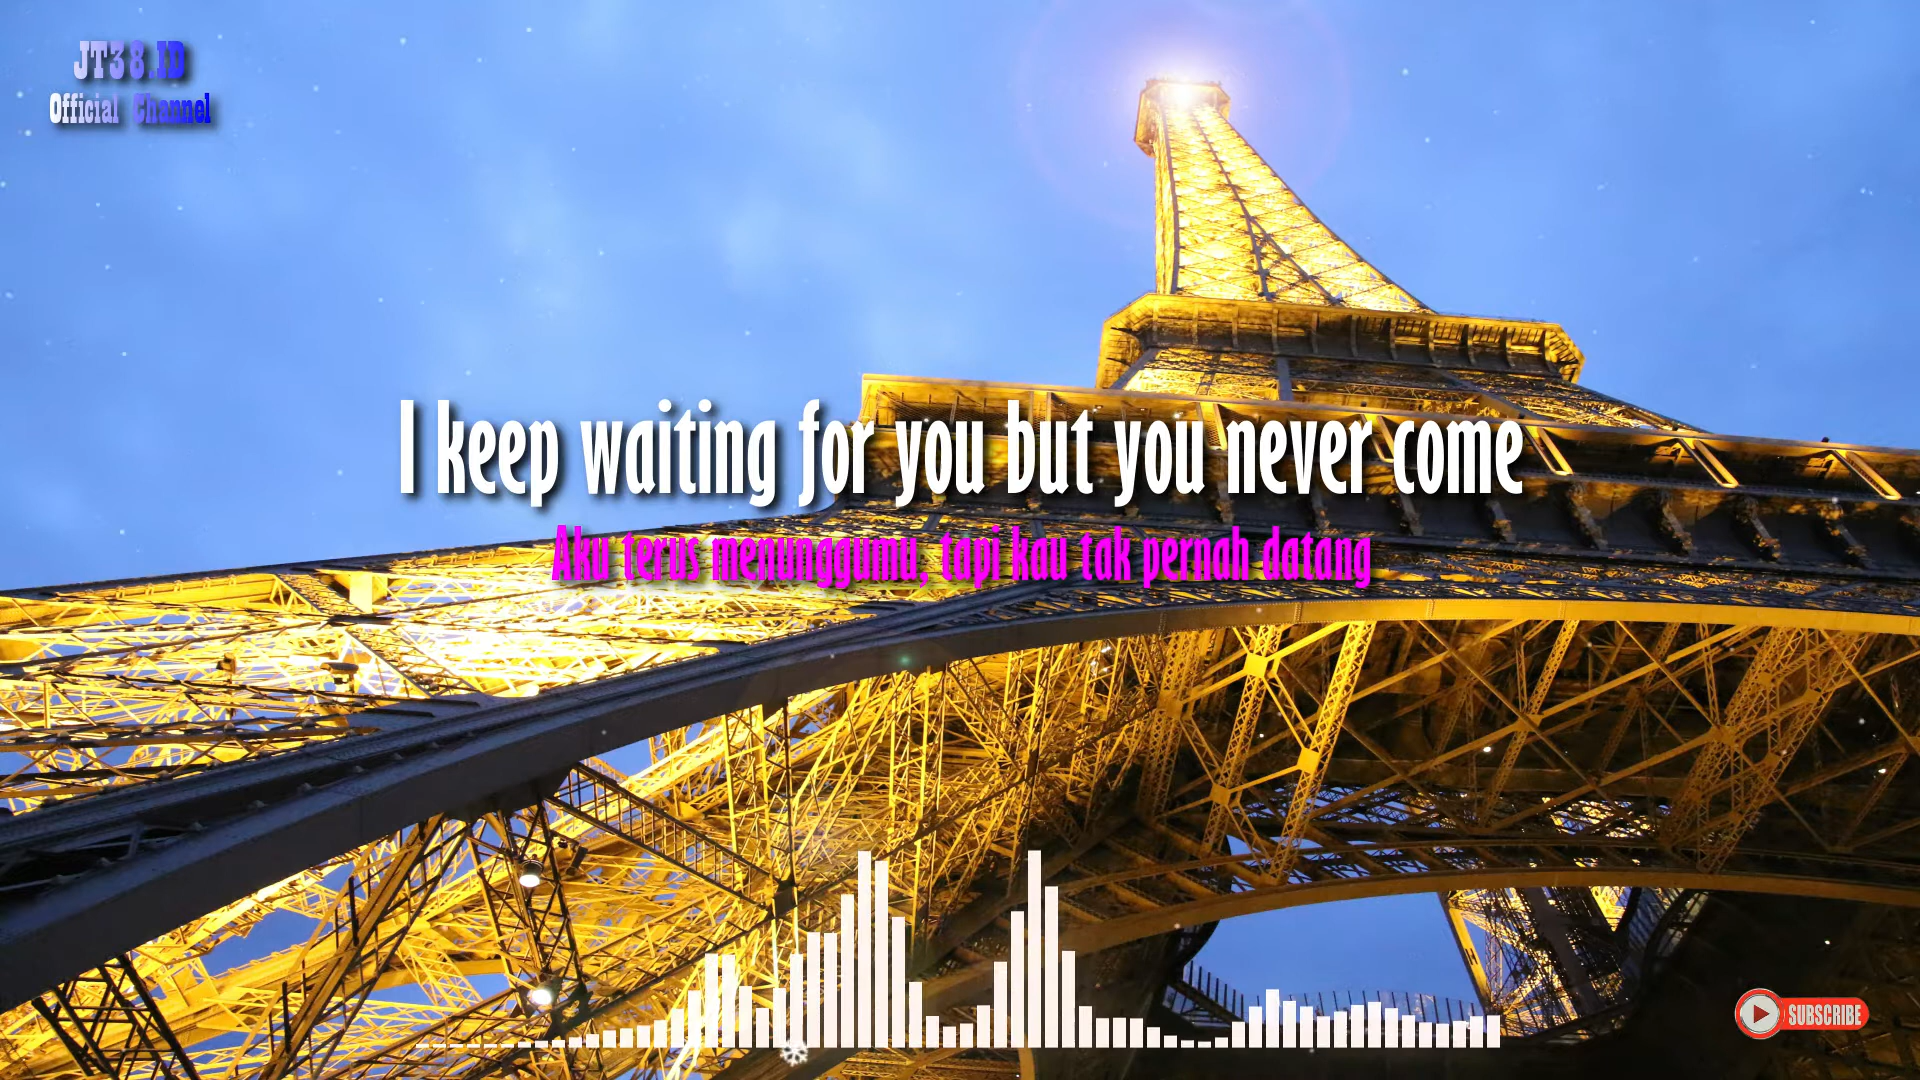 JT38.ID
Official Channel
I keep waiting for you but you never come
Aku terus menunggumu, tapi kau tak pernah datang
SUBSCRIBE